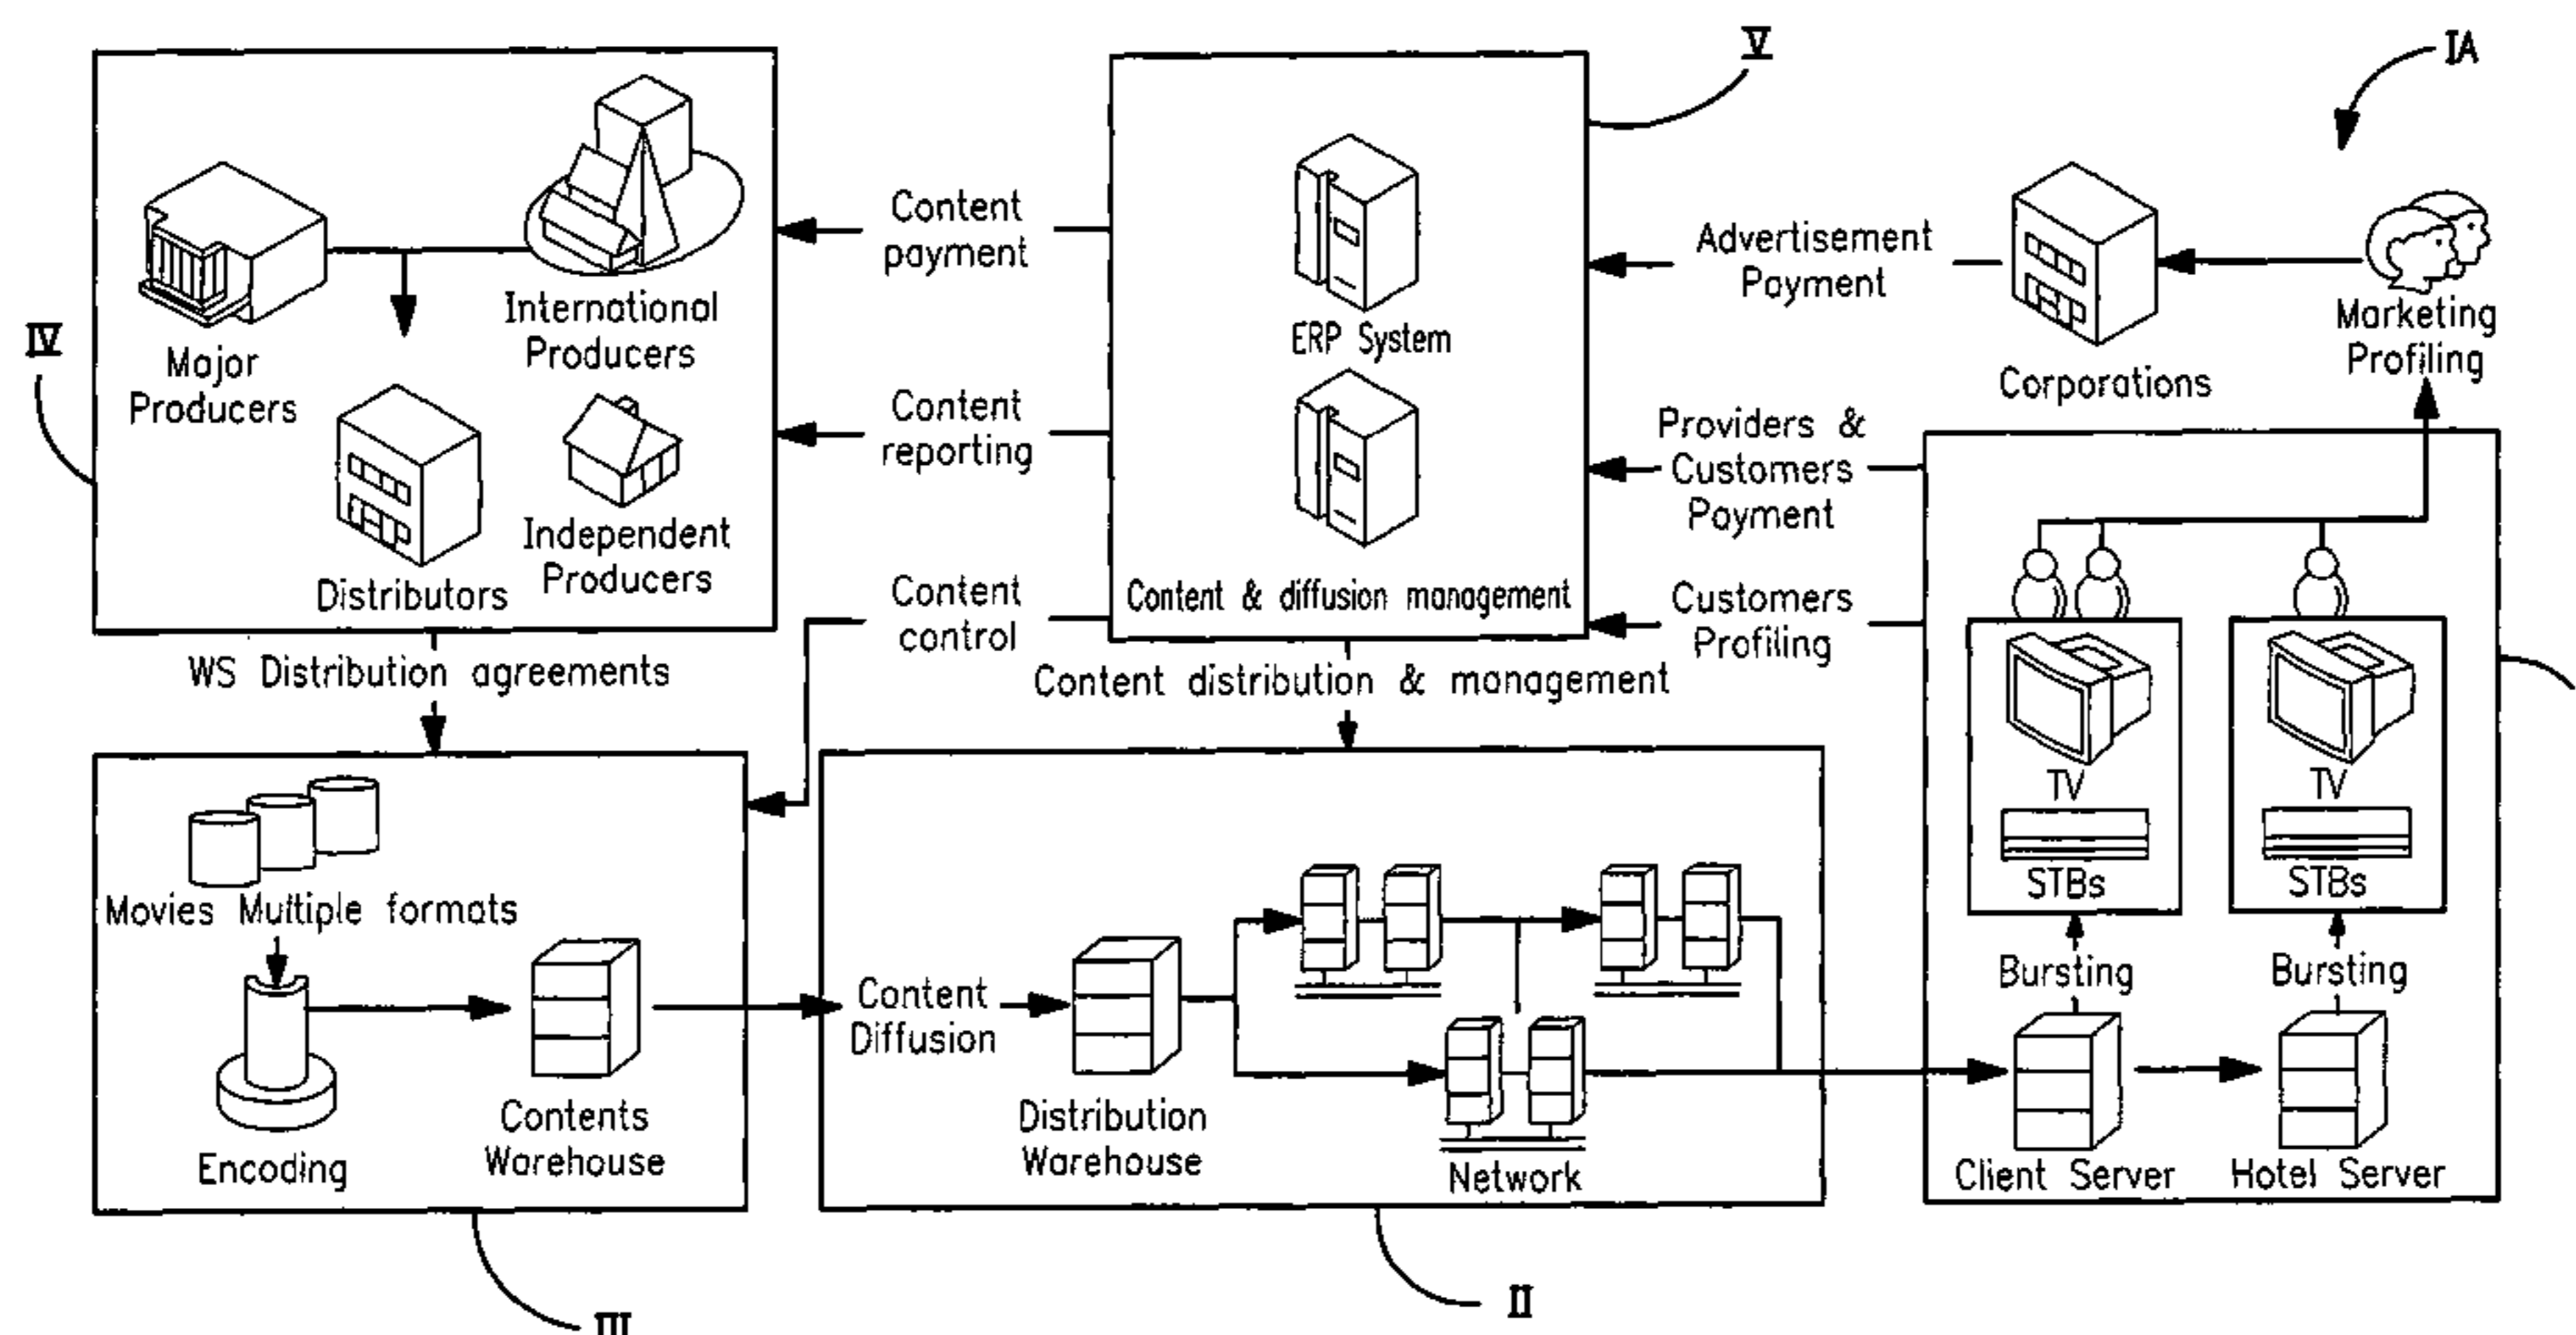 V
IA
IV
Major
Producers
International
Producers
Distributors
Independent
Producers
Content
payment
Content
reporting
Content
control
ERP System
Content & diffusion management
Advertisement
Payment
Corporations
Marketing
Profiling
Providers &
Customers
Payment
Customers
Profiling
WS Distribution agreements
Content distribution & management
Movies Multiple formats
Encoding
Contents
Warehouse
Content
Diffusion
Distribution
Warehouse
Network
TV
STBs
TV
STBs
Bursting
Bursting
Client Server
Hotel Server
III
II